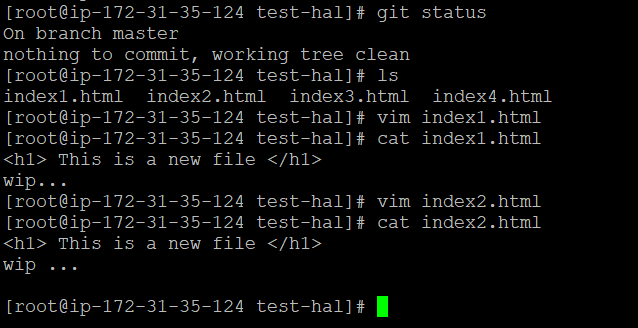 [root@ip-172-31-35-124 test-hal]# git status
On branch master
nothing to commit, working tree clean
[root@ip-172-31-35-124 test-hal]# ls
index1.html  index2.html  index3.html  index4.html
[root@ip-172-31-35-124 test-hal]# vim index1.html
[root@ip-172-31-35-124 test-hal]# cat index1.html
<h1> This is a new file </h1>
wip...
[root@ip-172-31-35-124 test-hal]# vim index2.html
[root@ip-172-31-35-124 test-hal]# cat index2.html
<h1> This is a new file </h1>
wip ...
[root@ip-172-31-35-124 test-hal]#